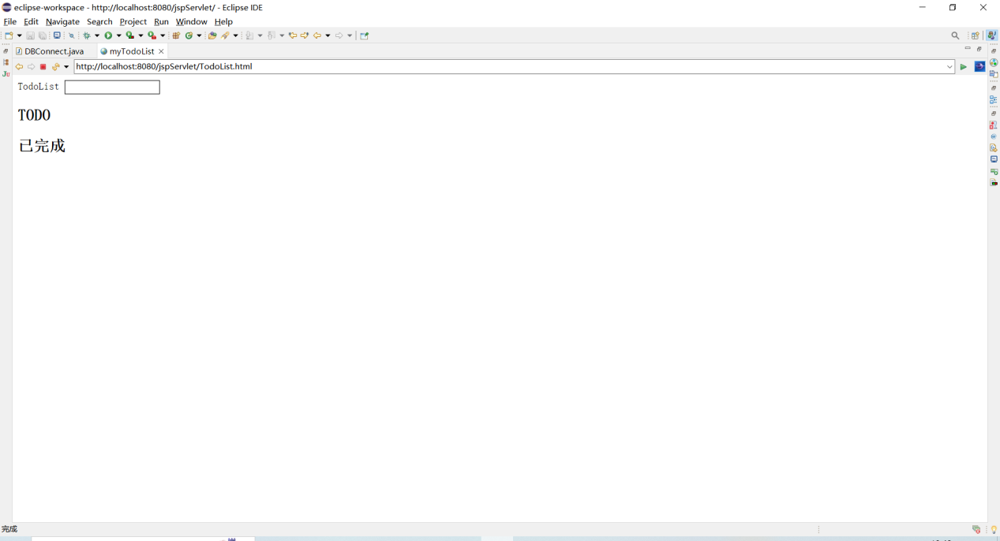 eclipse-workspace - http://localhost:8080/jspServlet/ - Eclipse IDE
File Edit Navigate Search Project Run Window Help
DBConnect.java myTodoList
http://localhost:8080/jspServlet/TodoList.html
Ju
TodoList
TODO
已完成
完成